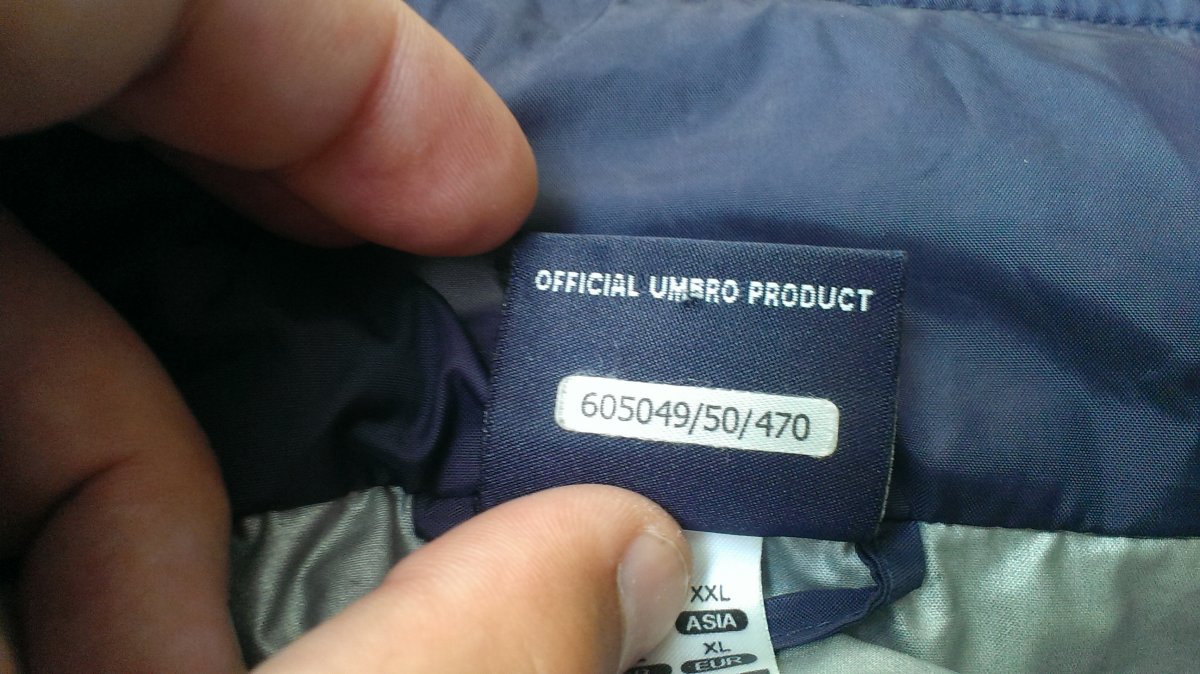 OFFICIAL UMBRO PRODUCT
605049/50/470
XXL
ASIA
XL
EUR